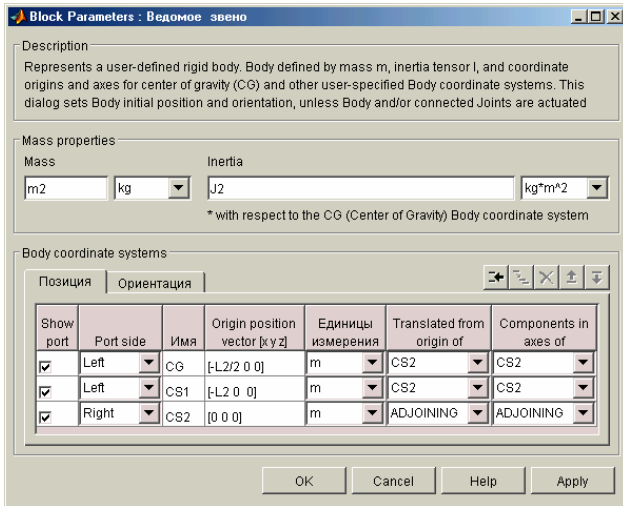 Block Parameters : Ведомое звено
Description
Represents a user-defined rigid body. Body defined by mass m, inertia tensor I, and coordinate
origins and axes for center of gravity (CG) and other user-specified Body coordinate systems. This
dialog sets Body initial position and orientation, unless Body and/or connected Joints are actuated
Mass properties
Mass Inertia
m2 kg J2 kg*m^2
* with respect to the CG (Center of Gravity) Body coordinate system
Body coordinate systems
Позиция Ориентация
Show port Port side Имя Origin position vector [x y z] Единицы измерения Translated from origin of Components in axes of
Left CG [-L2/2 0 0] m CS2 CS2
Left CS1 [-L2 0 0] m CS2 CS2
Right CS2 [0 0 0] m ADJOINING ADJOINING
OK Cancel Help Apply